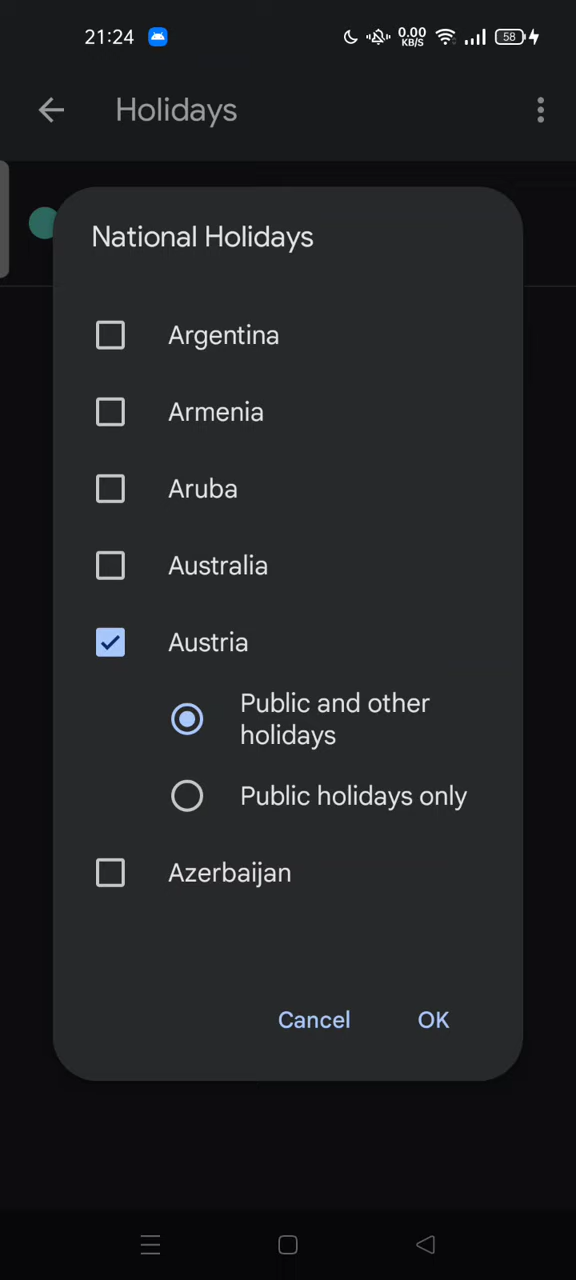 21:24
0.00
KB/S
58
Holidays
National Holidays
Argentina
Armenia
Aruba
Australia
Austria
Public and other
holidays
Public holidays only
Azerbaijan
Cancel
OK